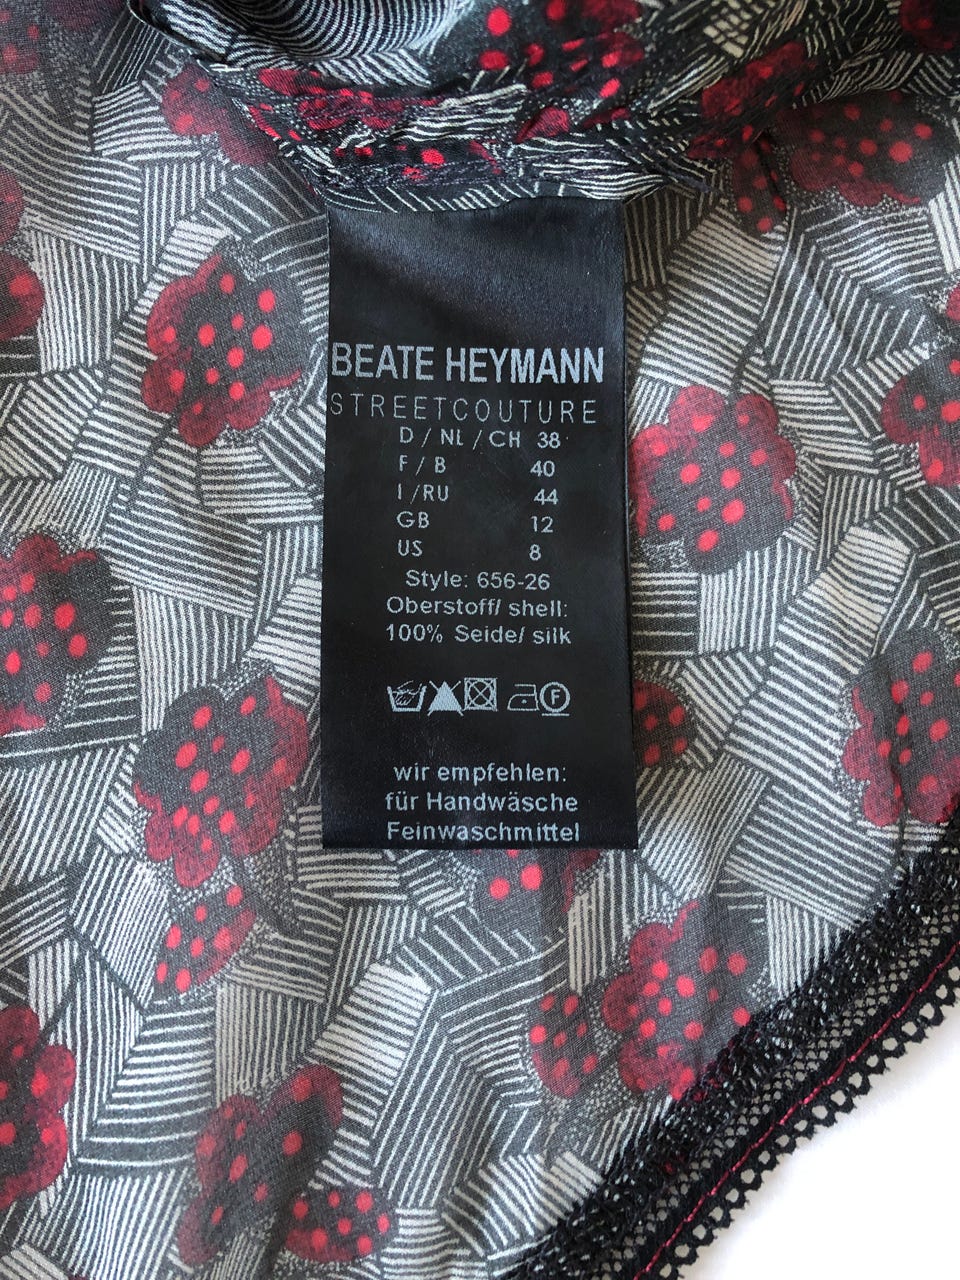 BEATE HEYMANN
STREETCOUTURE
D / NL / CH 38
F / B 40
I /RU 44
GB 12
US 8
Style: 656-26
Oberstoff/ shell:
100% Seide/ silk
F
wir empfehlen:
für Handwäsche
Feinwaschmittel